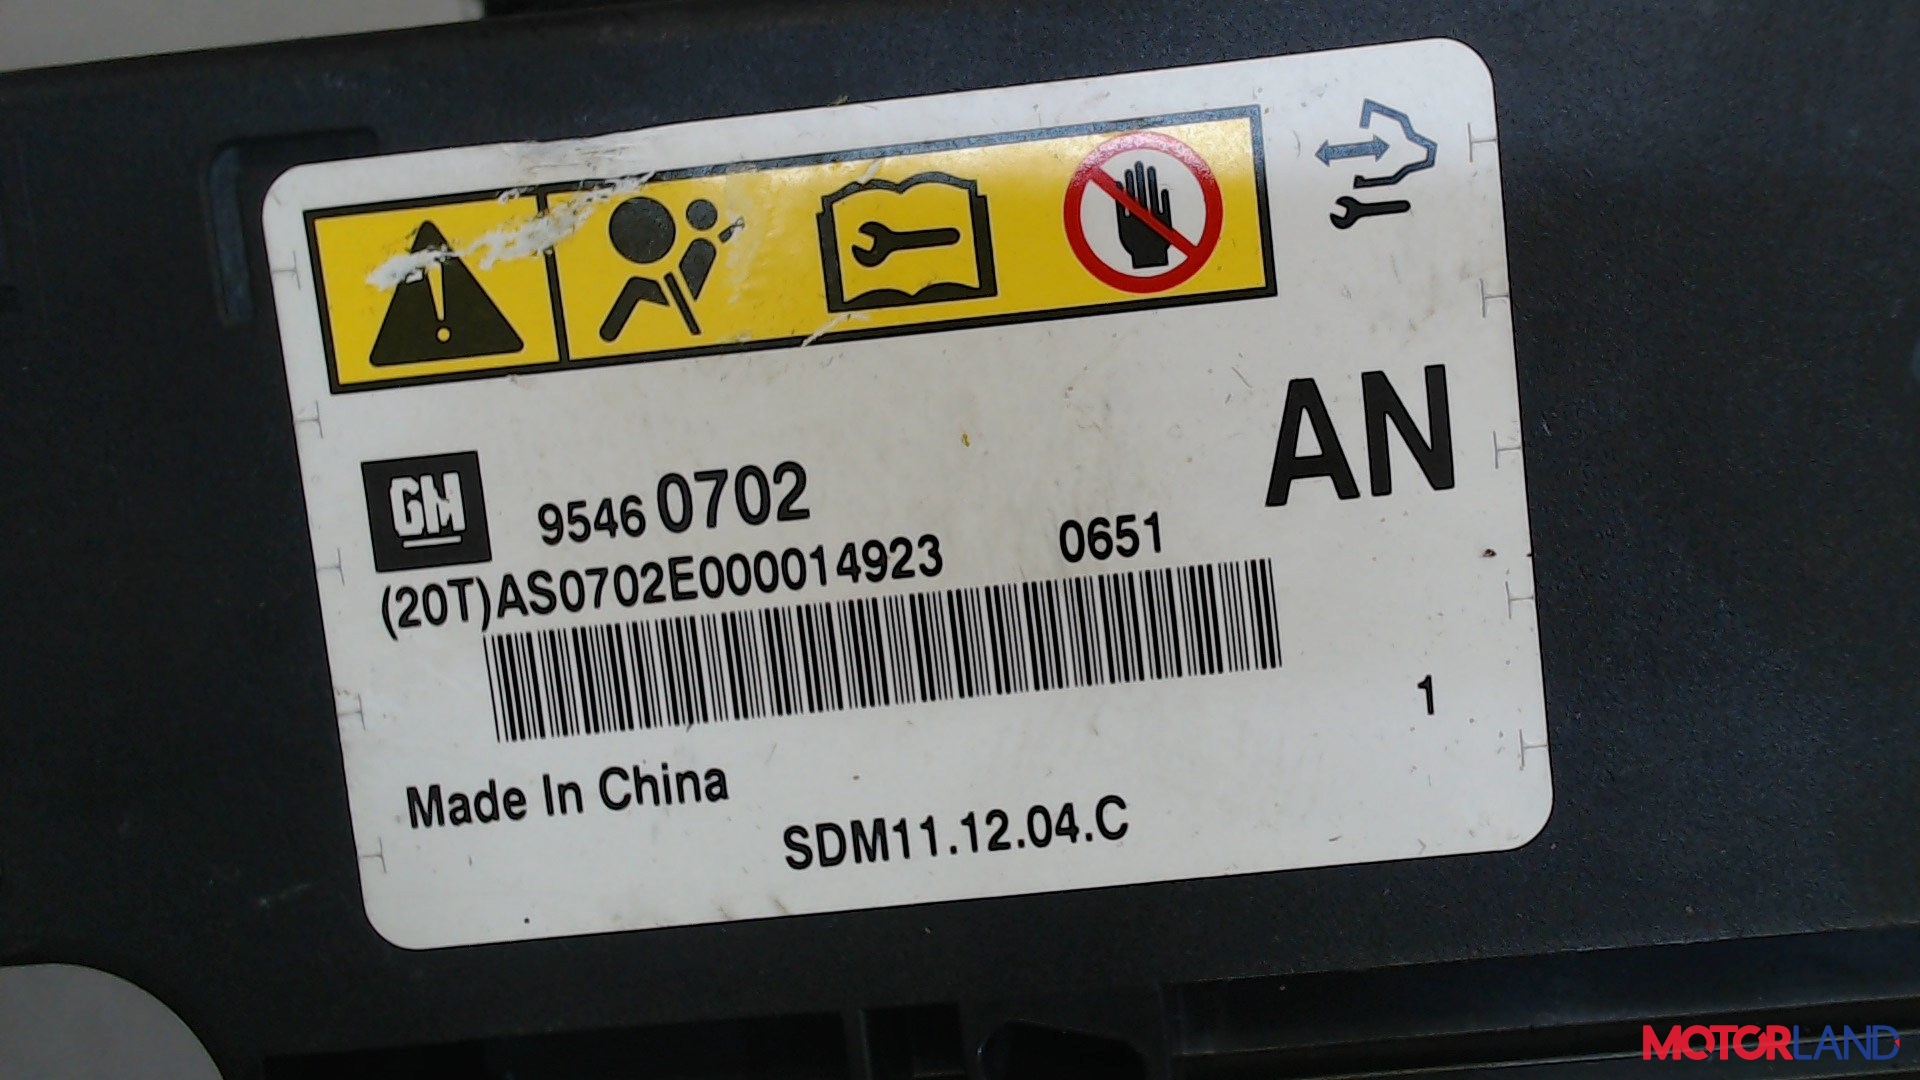 AN
GM 9546 0702
(20T)AS0702E000014923 0651
1
Made In China
SDM11.12.04.C
MOTORLAND